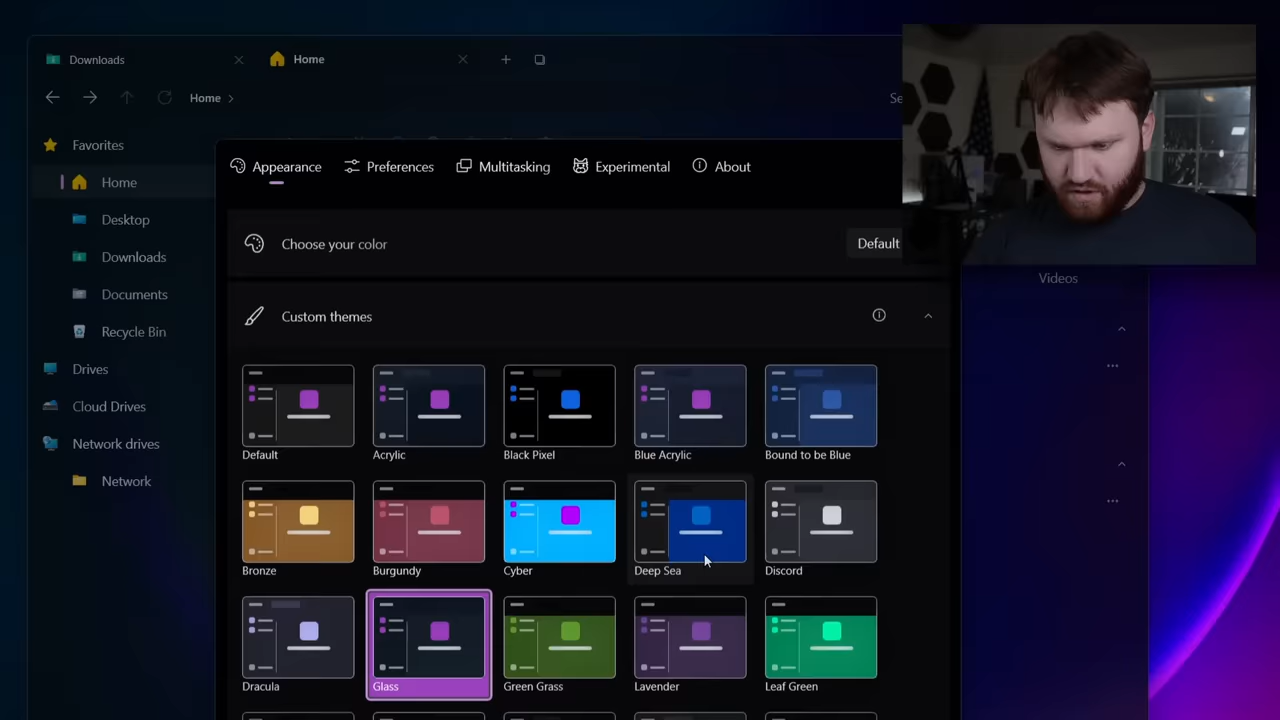 Downloads
Home
Home
Se
Favorites
Home
Desktop
Downloads
Documents
Recycle Bin
Drives
Cloud Drives
Network drives
Network
Appearance
Preferences
Multitasking
Experimental
About
Choose your color
Default
Custom themes
Default
Acrylic
Black Pixel
Blue Acrylic
Bound to be Blue
Bronze
Burgundy
Cyber
Deep Sea
Discord
Dracula
Glass
Green Grass
Lavender
Leaf Green
Videos